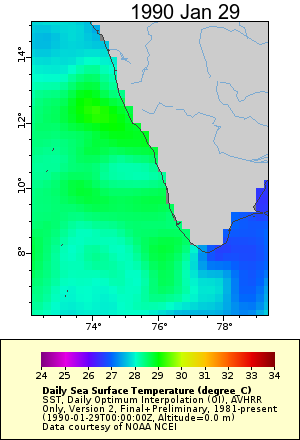 1990 Jan 29
14°
12°
10°
8°
74°
76°
78°
24 25 26 27 28 29 30 31 32 33 34
Daily Sea Surface Temperature (degree_C)
SST, Daily Optimum Interpolation (OI), AVHRR
Only, Version 2, Final+Preliminary, 1981-present
(1990-01-29T00:00:00Z, Altitude=0.0 m)
Data courtesy of NOAA NCEI